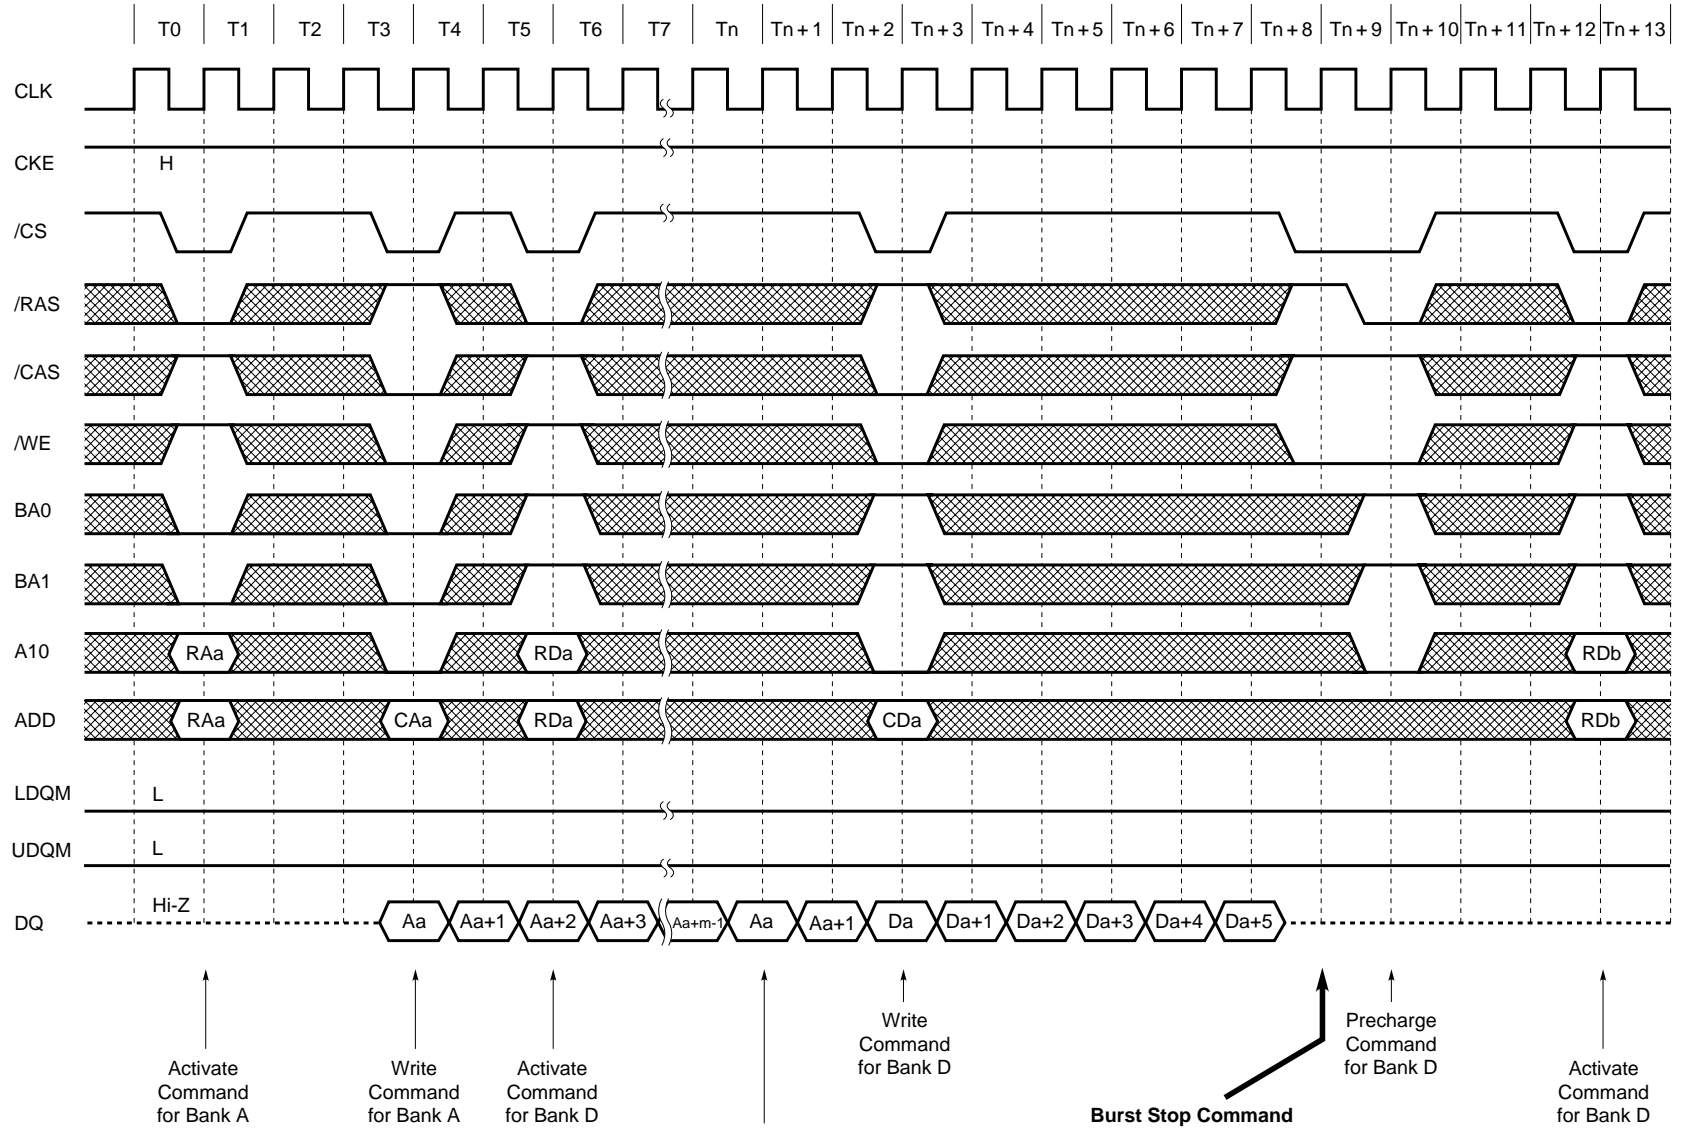 T0 T1 T2 T3 T4 T5 T6 T7 Tn Tn + 1 Tn + 2 Tn + 3 Tn + 4 Tn + 5 Tn + 6 Tn + 7 Tn + 8 Tn + 9 Tn + 10 Tn + 11 Tn + 12 Tn + 13
CLK
CKE H
/CS
/RAS
/CAS
/WE
BA0
BA1
A10 RAa RDa RDb
ADD RAa CAa RDa CDa RDb
LDQM L
UDQM L
DQ Hi-Z Aa Aa+1 Aa+2 Aa+3 Aa+m-1 Aa Aa+1 Da Da+1 Da+2 Da+3 Da+4 Da+5
Activate
Command
for Bank A
Write
Command
for Bank A
Activate
Command
for Bank D
Write
Command
for Bank D
Burst Stop Command
Precharge
Command
for Bank D
Activate
Command
for Bank D